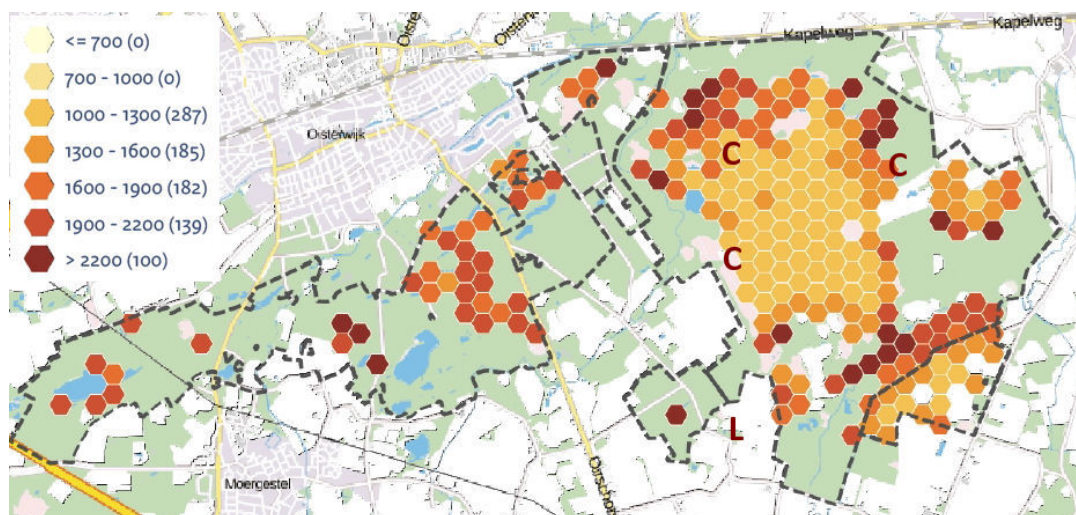 <= 700 (0)
700 - 1000 (0)
1000 - 1300 (287)
1300 - 1600 (185)
1600 - 1900 (182)
1900 - 2200 (139)
> 2200 (100)
Kapelweg
Kapelweg
Oisterwijk
C
C
C
L
Moergestel